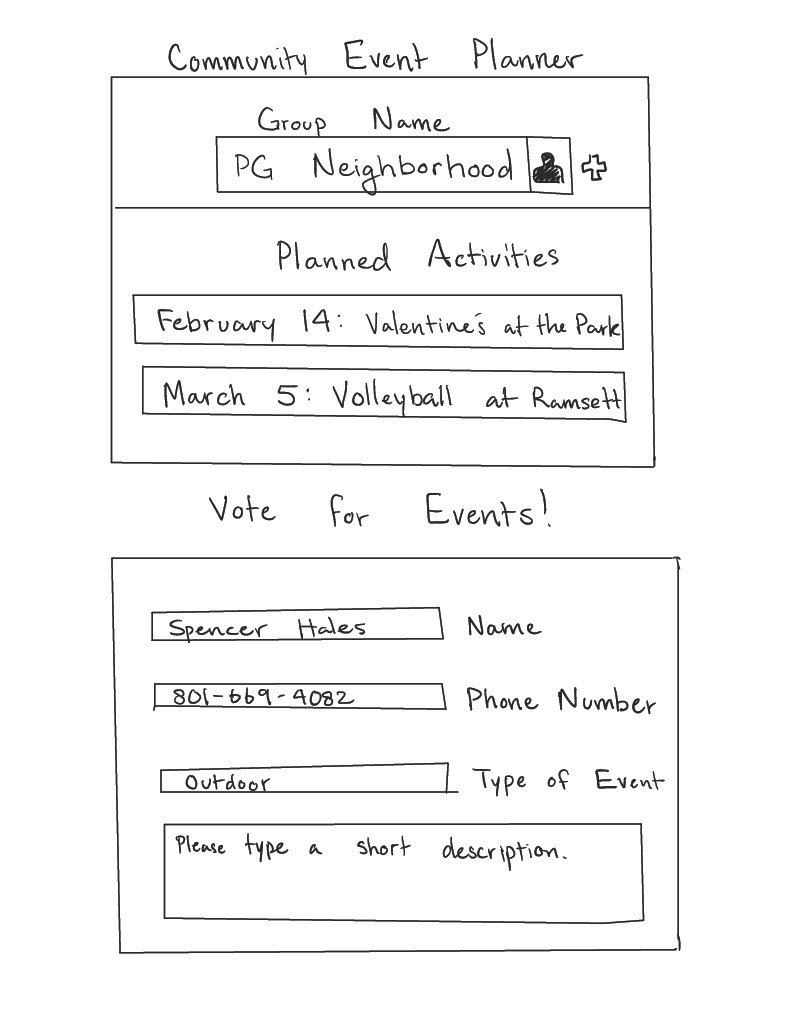 Community Event Planner
Group Name
PG Neighborhood
Planned Activities
February 14: Valentine's at the Park
March 5: Volleyball at Ramsett
Vote for Events!
Spencer Hales Name
801-669-4082 Phone Number
Outdoor Type of Event
Please type a short description.